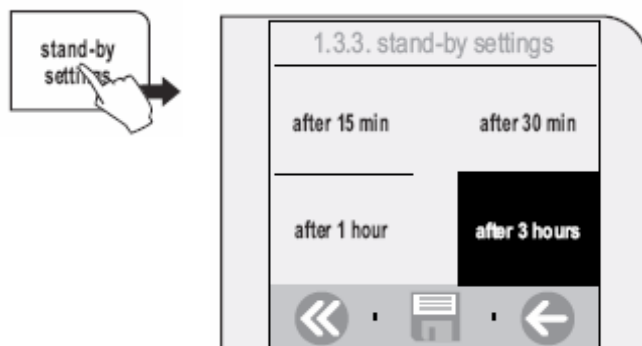 stand-by
settings
1.3.3. stand-by settings
after 15 min
after 30 min
after 1 hour
after 3 hours